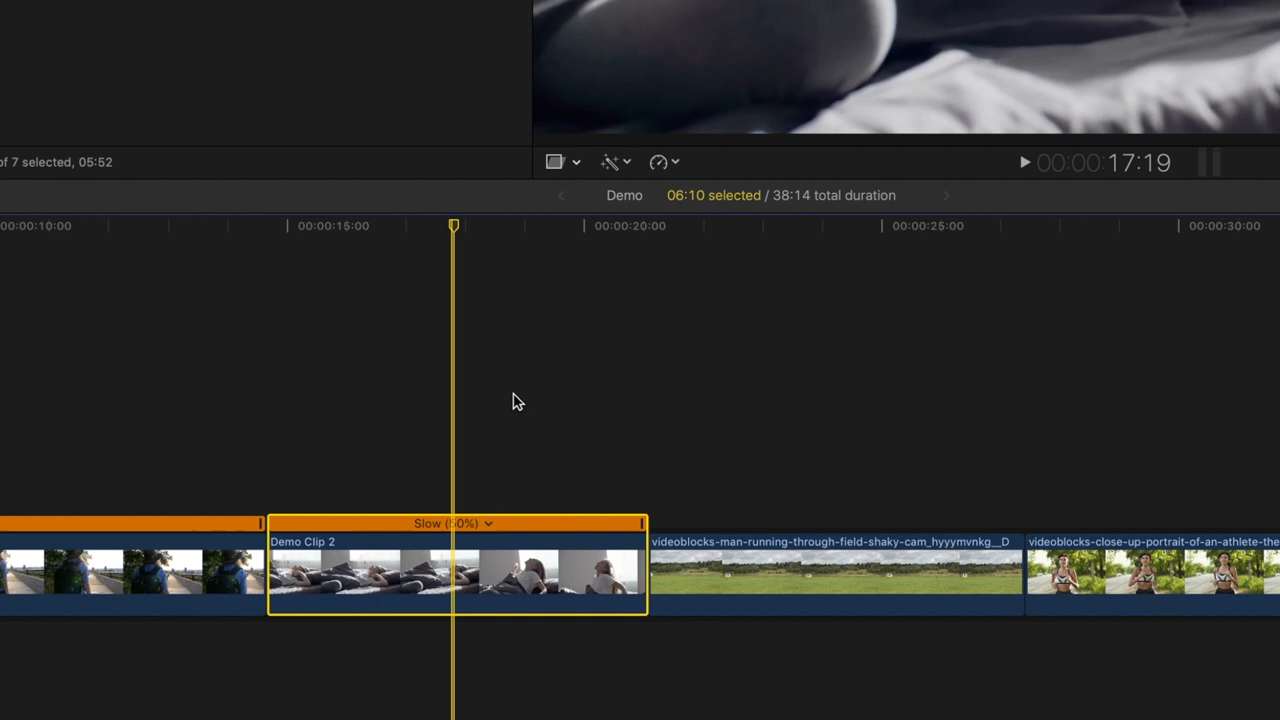 of 7 selected, 05:52
00:00:17:19
Demo 06:10 selected / 38:14 total duration
00:00:10:00 00:00:15:00 00:00:20:00 00:00:25:00 00:00:30:00
Slow (50%)
Demo Clip 2 videoblocks-man-running-through-field-shaky-cam_hyyymvnkg__D videoblocks-close-up-portrait-of-an-athlete-the